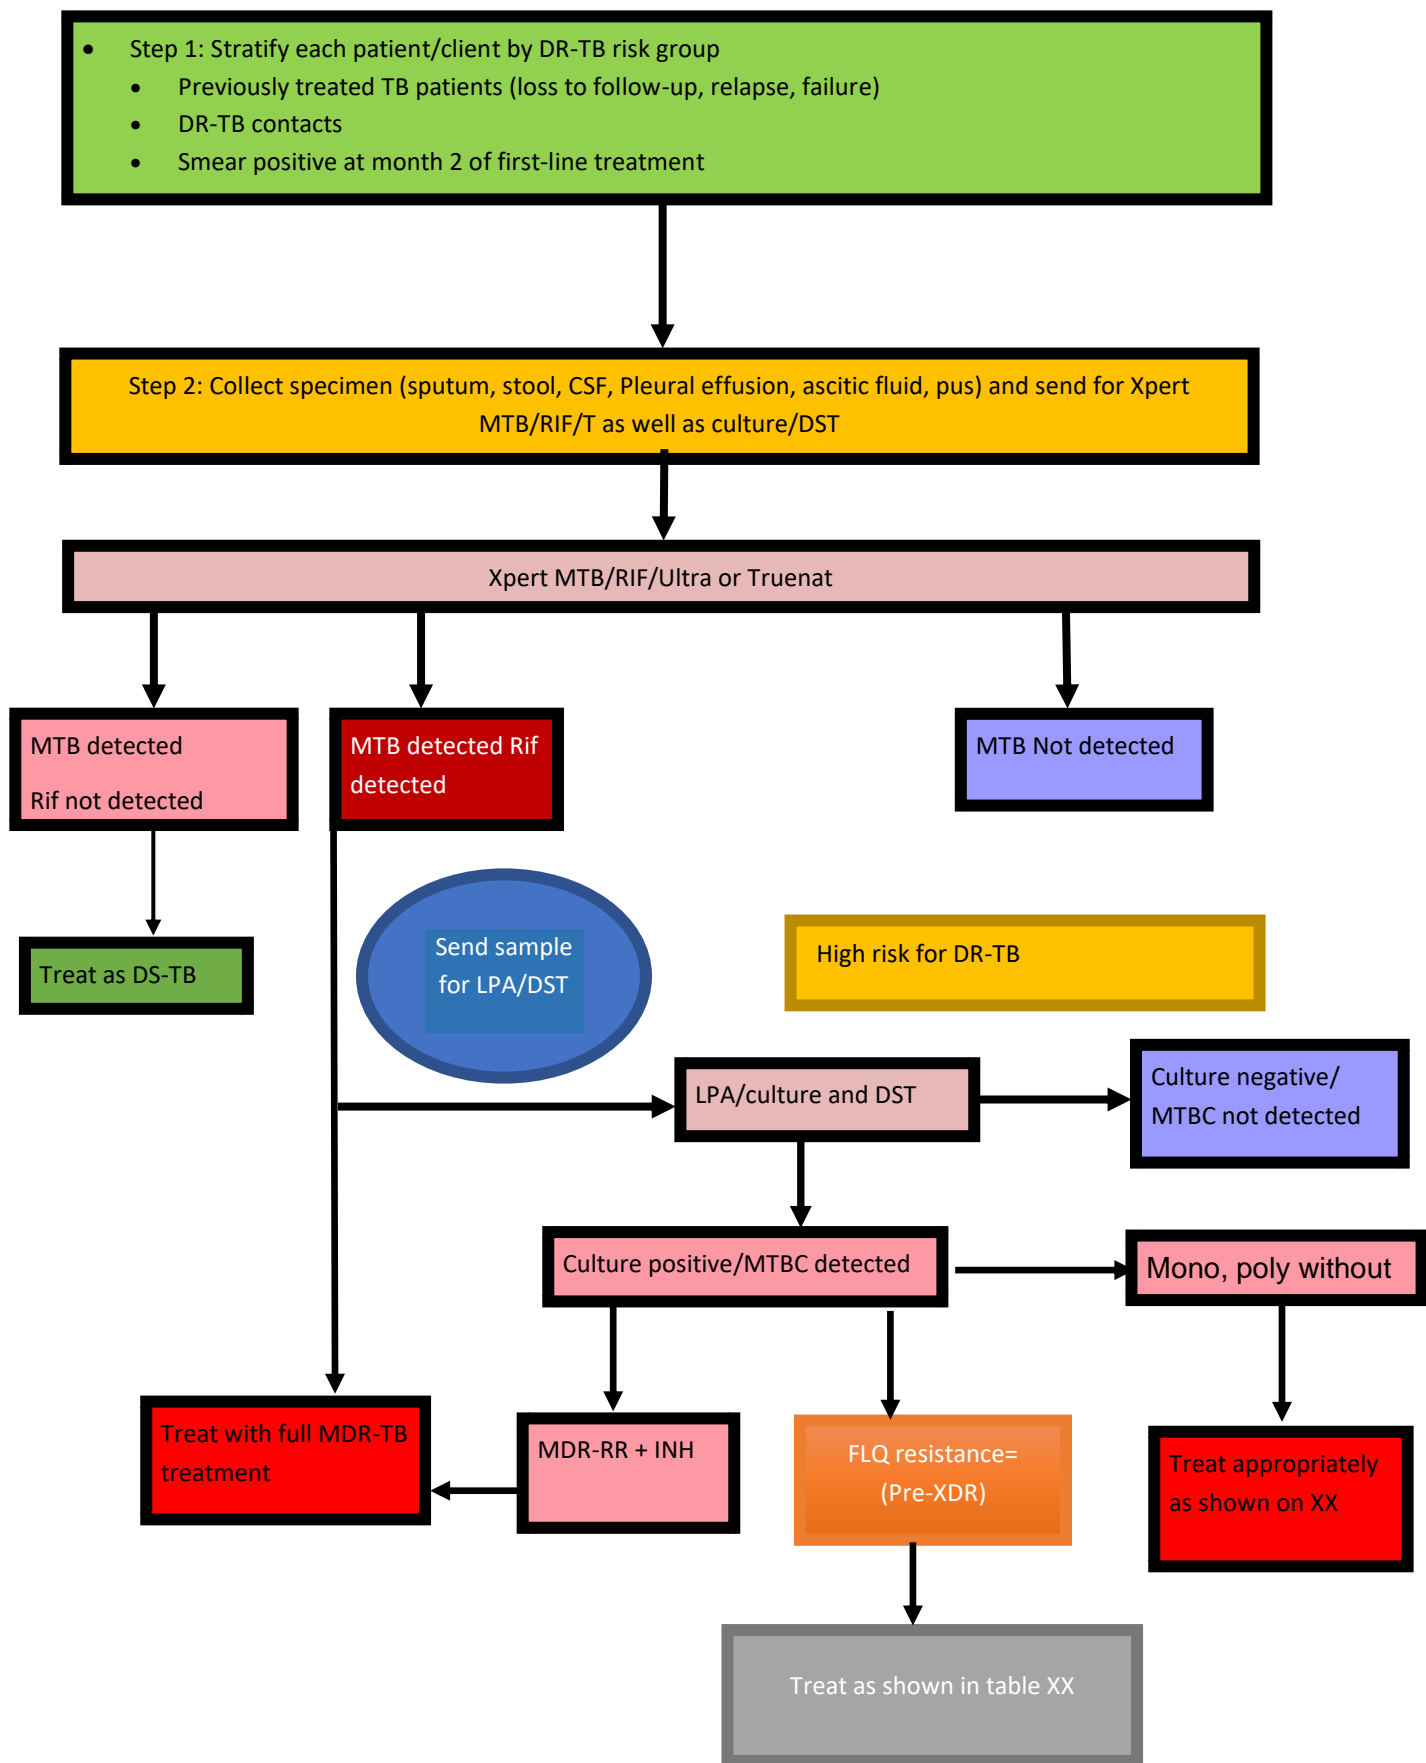 • Step 1: Stratify each patient/client by DR-TB risk group
• Previously treated TB patients (loss to follow-up, relapse, failure)
• DR-TB contacts
• Smear positive at month 2 of first-line treatment
Step 2: Collect specimen (sputum, stool, CSF, Pleural effusion, ascitic fluid, pus) and send for Xpert
MTB/RIF/T as well as culture/DST
Xpert MTB/RIF/Ultra or Truenat
MTB detected
Rif not detected
MTB detected Rif
detected
MTB Not detected
Treat as DS-TB
Send sample
for LPA/DST
High risk for DR-TB
LPA/culture and DST
Culture negative/
MTBC not detected
Culture positive/MTBC detected
Mono, poly without
Treat with full MDR-TB
treatment
MDR-RR + INH
FLQ resistance=
(Pre-XDR)
Treat appropriately
as shown on XX
Treat as shown in table XX